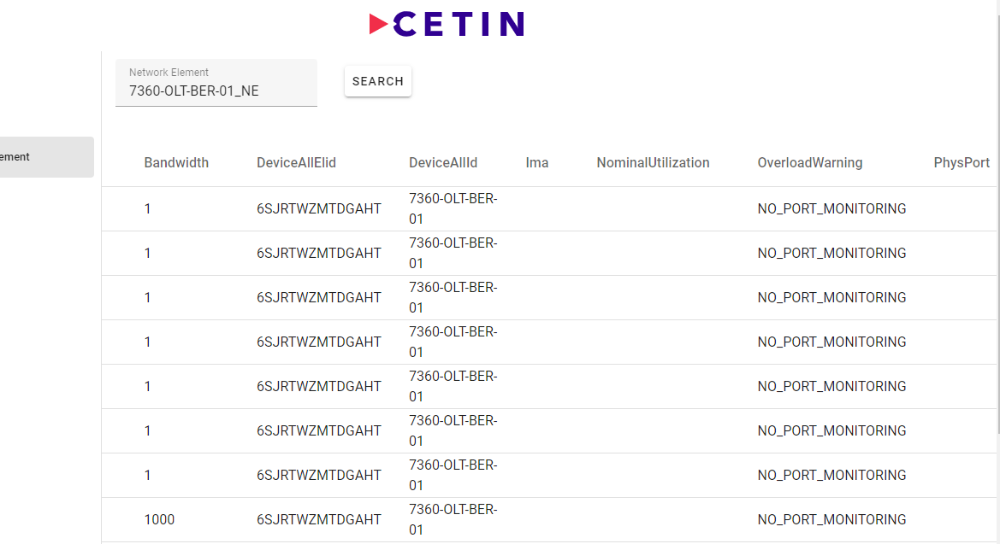 CETIN
Network Element
7360-OLT-BER-01_NE
SEARCH
ement
Bandwidth DeviceAllElid DeviceAllId Ima NominalUtilization OverloadWarning PhysPort
1 6SJRTWZMTDGAHT 7360-OLT-BER- NO_PORT_MONITORING
01
1 6SJRTWZMTDGAHT 7360-OLT-BER- NO_PORT_MONITORING
01
1 6SJRTWZMTDGAHT 7360-OLT-BER- NO_PORT_MONITORING
01
1 6SJRTWZMTDGAHT 7360-OLT-BER- NO_PORT_MONITORING
01
1 6SJRTWZMTDGAHT 7360-OLT-BER- NO_PORT_MONITORING
01
1 6SJRTWZMTDGAHT 7360-OLT-BER- NO_PORT_MONITORING
01
1 6SJRTWZMTDGAHT 7360-OLT-BER- NO_PORT_MONITORING
01
1000 6SJRTWZMTDGAHT 7360-OLT-BER- NO_PORT_MONITORING
01